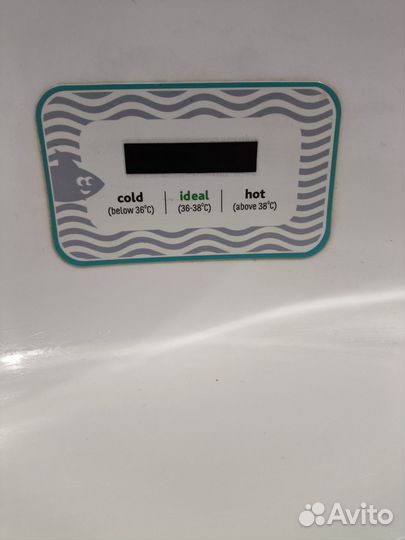 cold | ideal | hot
(below 36°C) | (36-38°C) | (above 38°C)
Avito